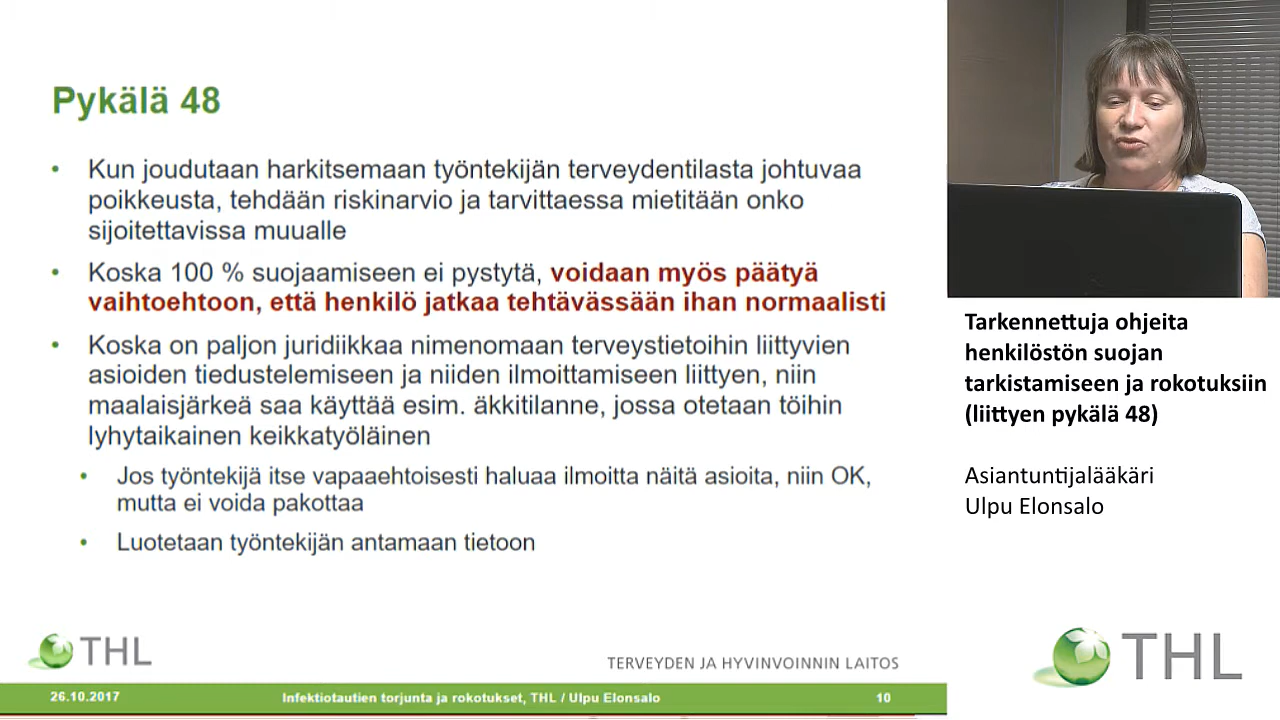 Pykälä 48
• Kun joudutaan harkitsemaan työntekijän terveydentilasta johtuvaa
poikkeusta, tehdään riskinarvio ja tarvittaessa mietitään onko
sijoitettavissa muualle
• Koska 100 % suojaamiseen ei pystytä, voidaan myös päätyä
vaihtoehtoon, että henkilö jatkaa tehtävässään ihan normaalisti
• Koska on paljon juridiikkaa nimenomaan terveystietoihin liittyvien
asioiden tiedustelemiseen ja niiden ilmoittamiseen liittyen, niin
maalaisjärkeä saa käyttää esim. äkkitilanne, jossa otetaan töihin
lyhytaikainen keikkatyöläinen
• Jos työntekijä itse vapaaehtoisesti haluaa ilmoitta näitä asioita, niin OK,
mutta ei voida pakottaa
• Luotetaan työntekijän antamaan tietoon
THL
TERVEYDEN JA HYVINVOINNIN LAITOS
26.10.2017
Infektiotautien torjunta ja rokotukset, THL / Ulpu Elonsalo
10
Tarkennettuja ohjeita
henkilöstön suojan
tarkistamiseen ja rokotuksiin
(liittyen pykälä 48)
Asiantuntijalääkäri
Ulpu Elonsalo
THL